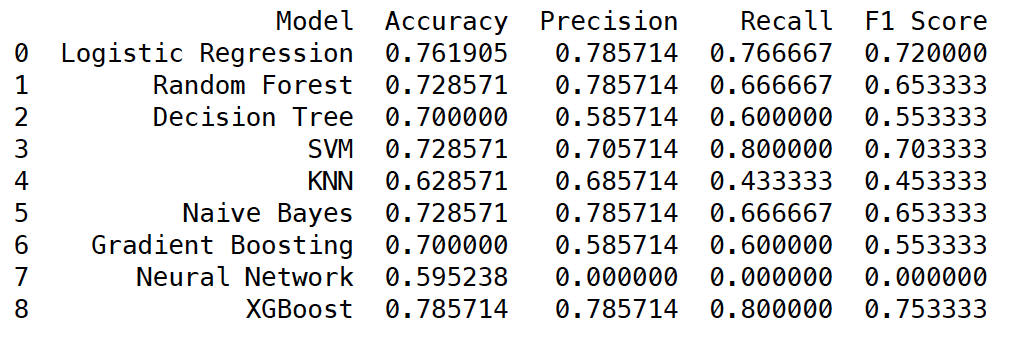 Model Accuracy Precision Recall F1 Score
0 Logistic Regression 0.761905 0.785714 0.766667 0.720000
1 Random Forest 0.728571 0.785714 0.666667 0.653333
2 Decision Tree 0.700000 0.585714 0.600000 0.553333
3 SVM 0.728571 0.705714 0.800000 0.703333
4 KNN 0.628571 0.685714 0.433333 0.453333
5 Naive Bayes 0.728571 0.785714 0.666667 0.653333
6 Gradient Boosting 0.700000 0.585714 0.600000 0.553333
7 Neural Network 0.595238 0.000000 0.000000 0.000000
8 XGBoost 0.785714 0.785714 0.800000 0.753333